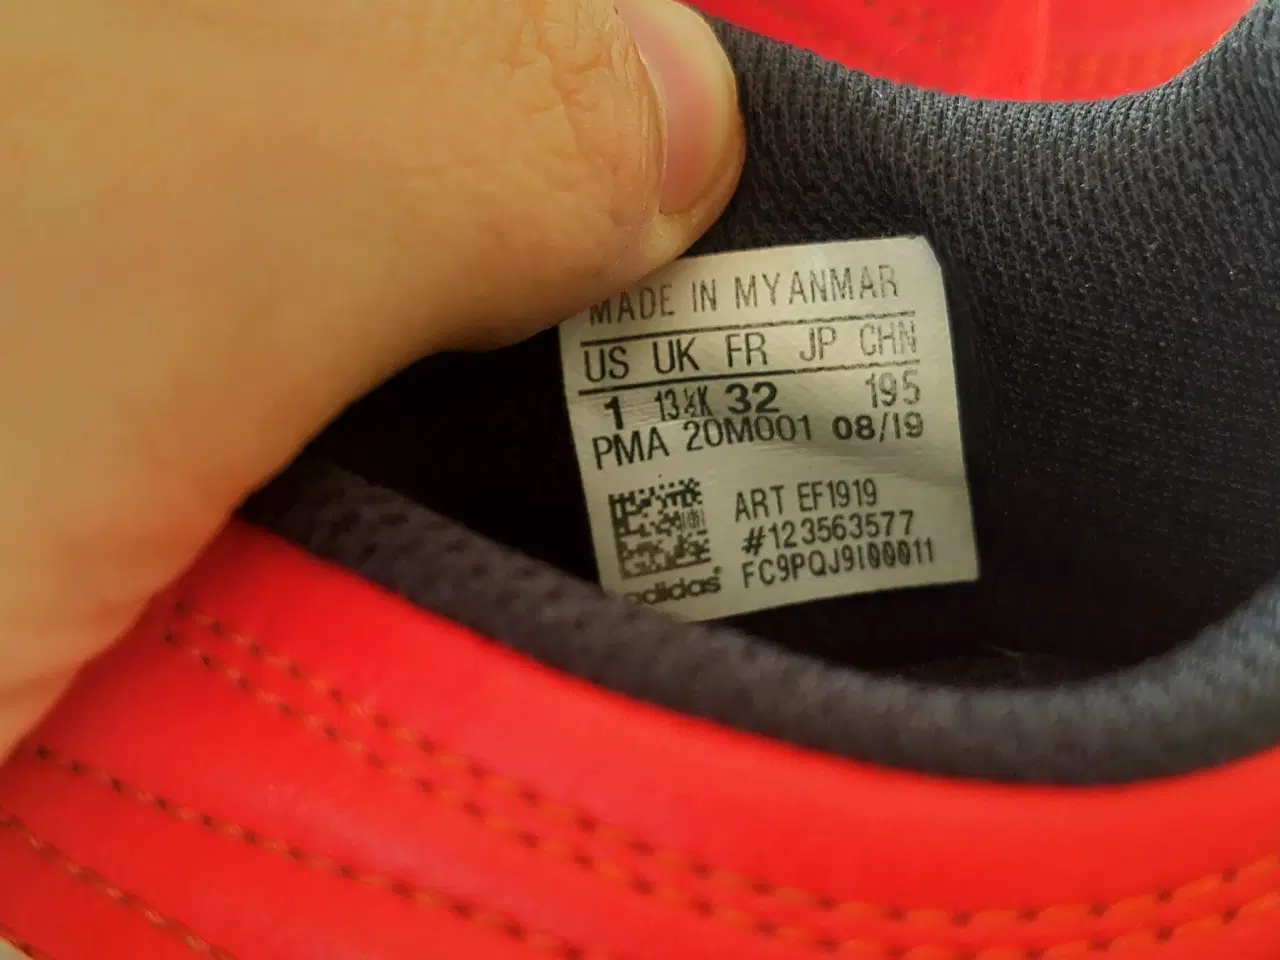 MADE IN MYANMAR
US UK FR JP CHN
1 13½K 32 195
PMA 20M001 08/19
ART EF1919
#123563577
FC9PQJ9I00011
adidas